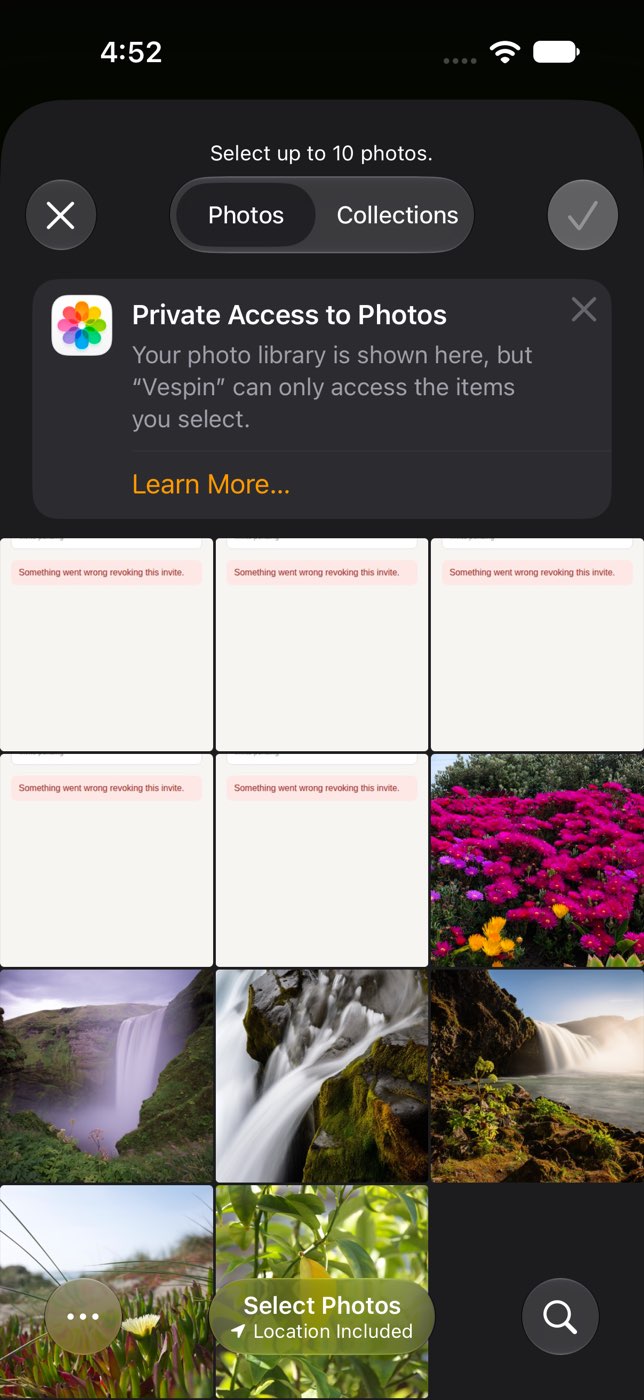 4:52
Select up to 10 photos.
Photos
Collections
Private Access to Photos
Your photo library is shown here, but
“Vespin” can only access the items
you select.
Learn More...
Something went wrong revoking this invite.
Something went wrong revoking this invite.
Something went wrong revoking this invite.
Something went wrong revoking this invite.
Something went wrong revoking this invite.
Select Photos
Location Included